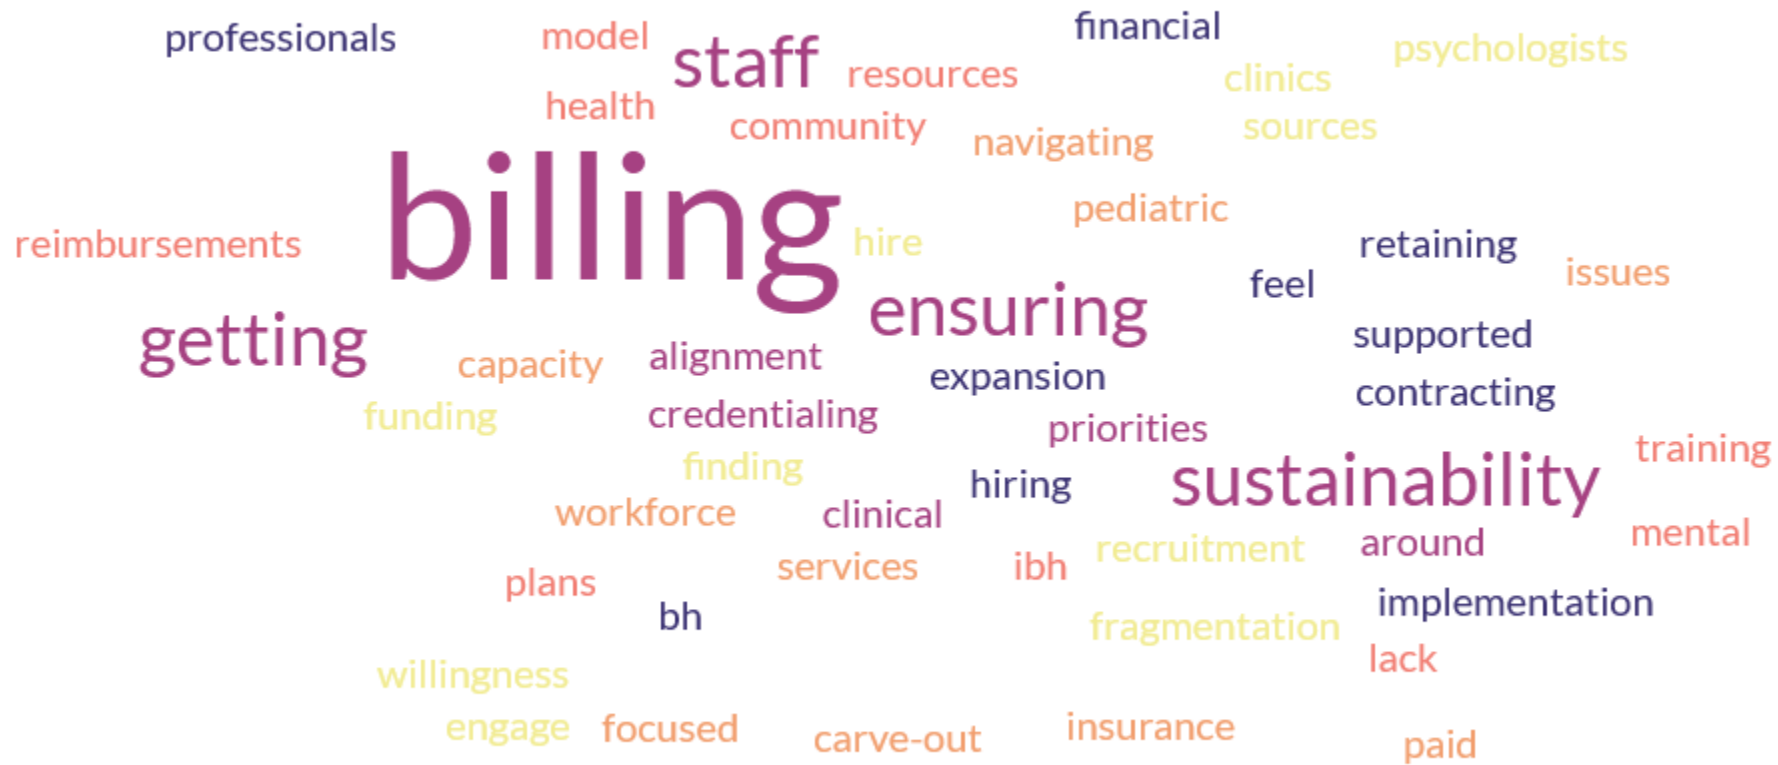 professionals
model
staff
financial
psychologists
resources
clinics
health
community
navigating
sources
billing
pediatric
reimbursements
hire
retaining
feel
issues
getting
ensuring
supported
capacity
alignment
expansion
contracting
funding
credentialing
priorities
training
finding
hiring
sustainability
workforce
clinical
recruitment
around
mental
plans
services
ibh
implementation
bh
fragmentation
lack
willingness
engage
focused
carve-out
insurance
paid